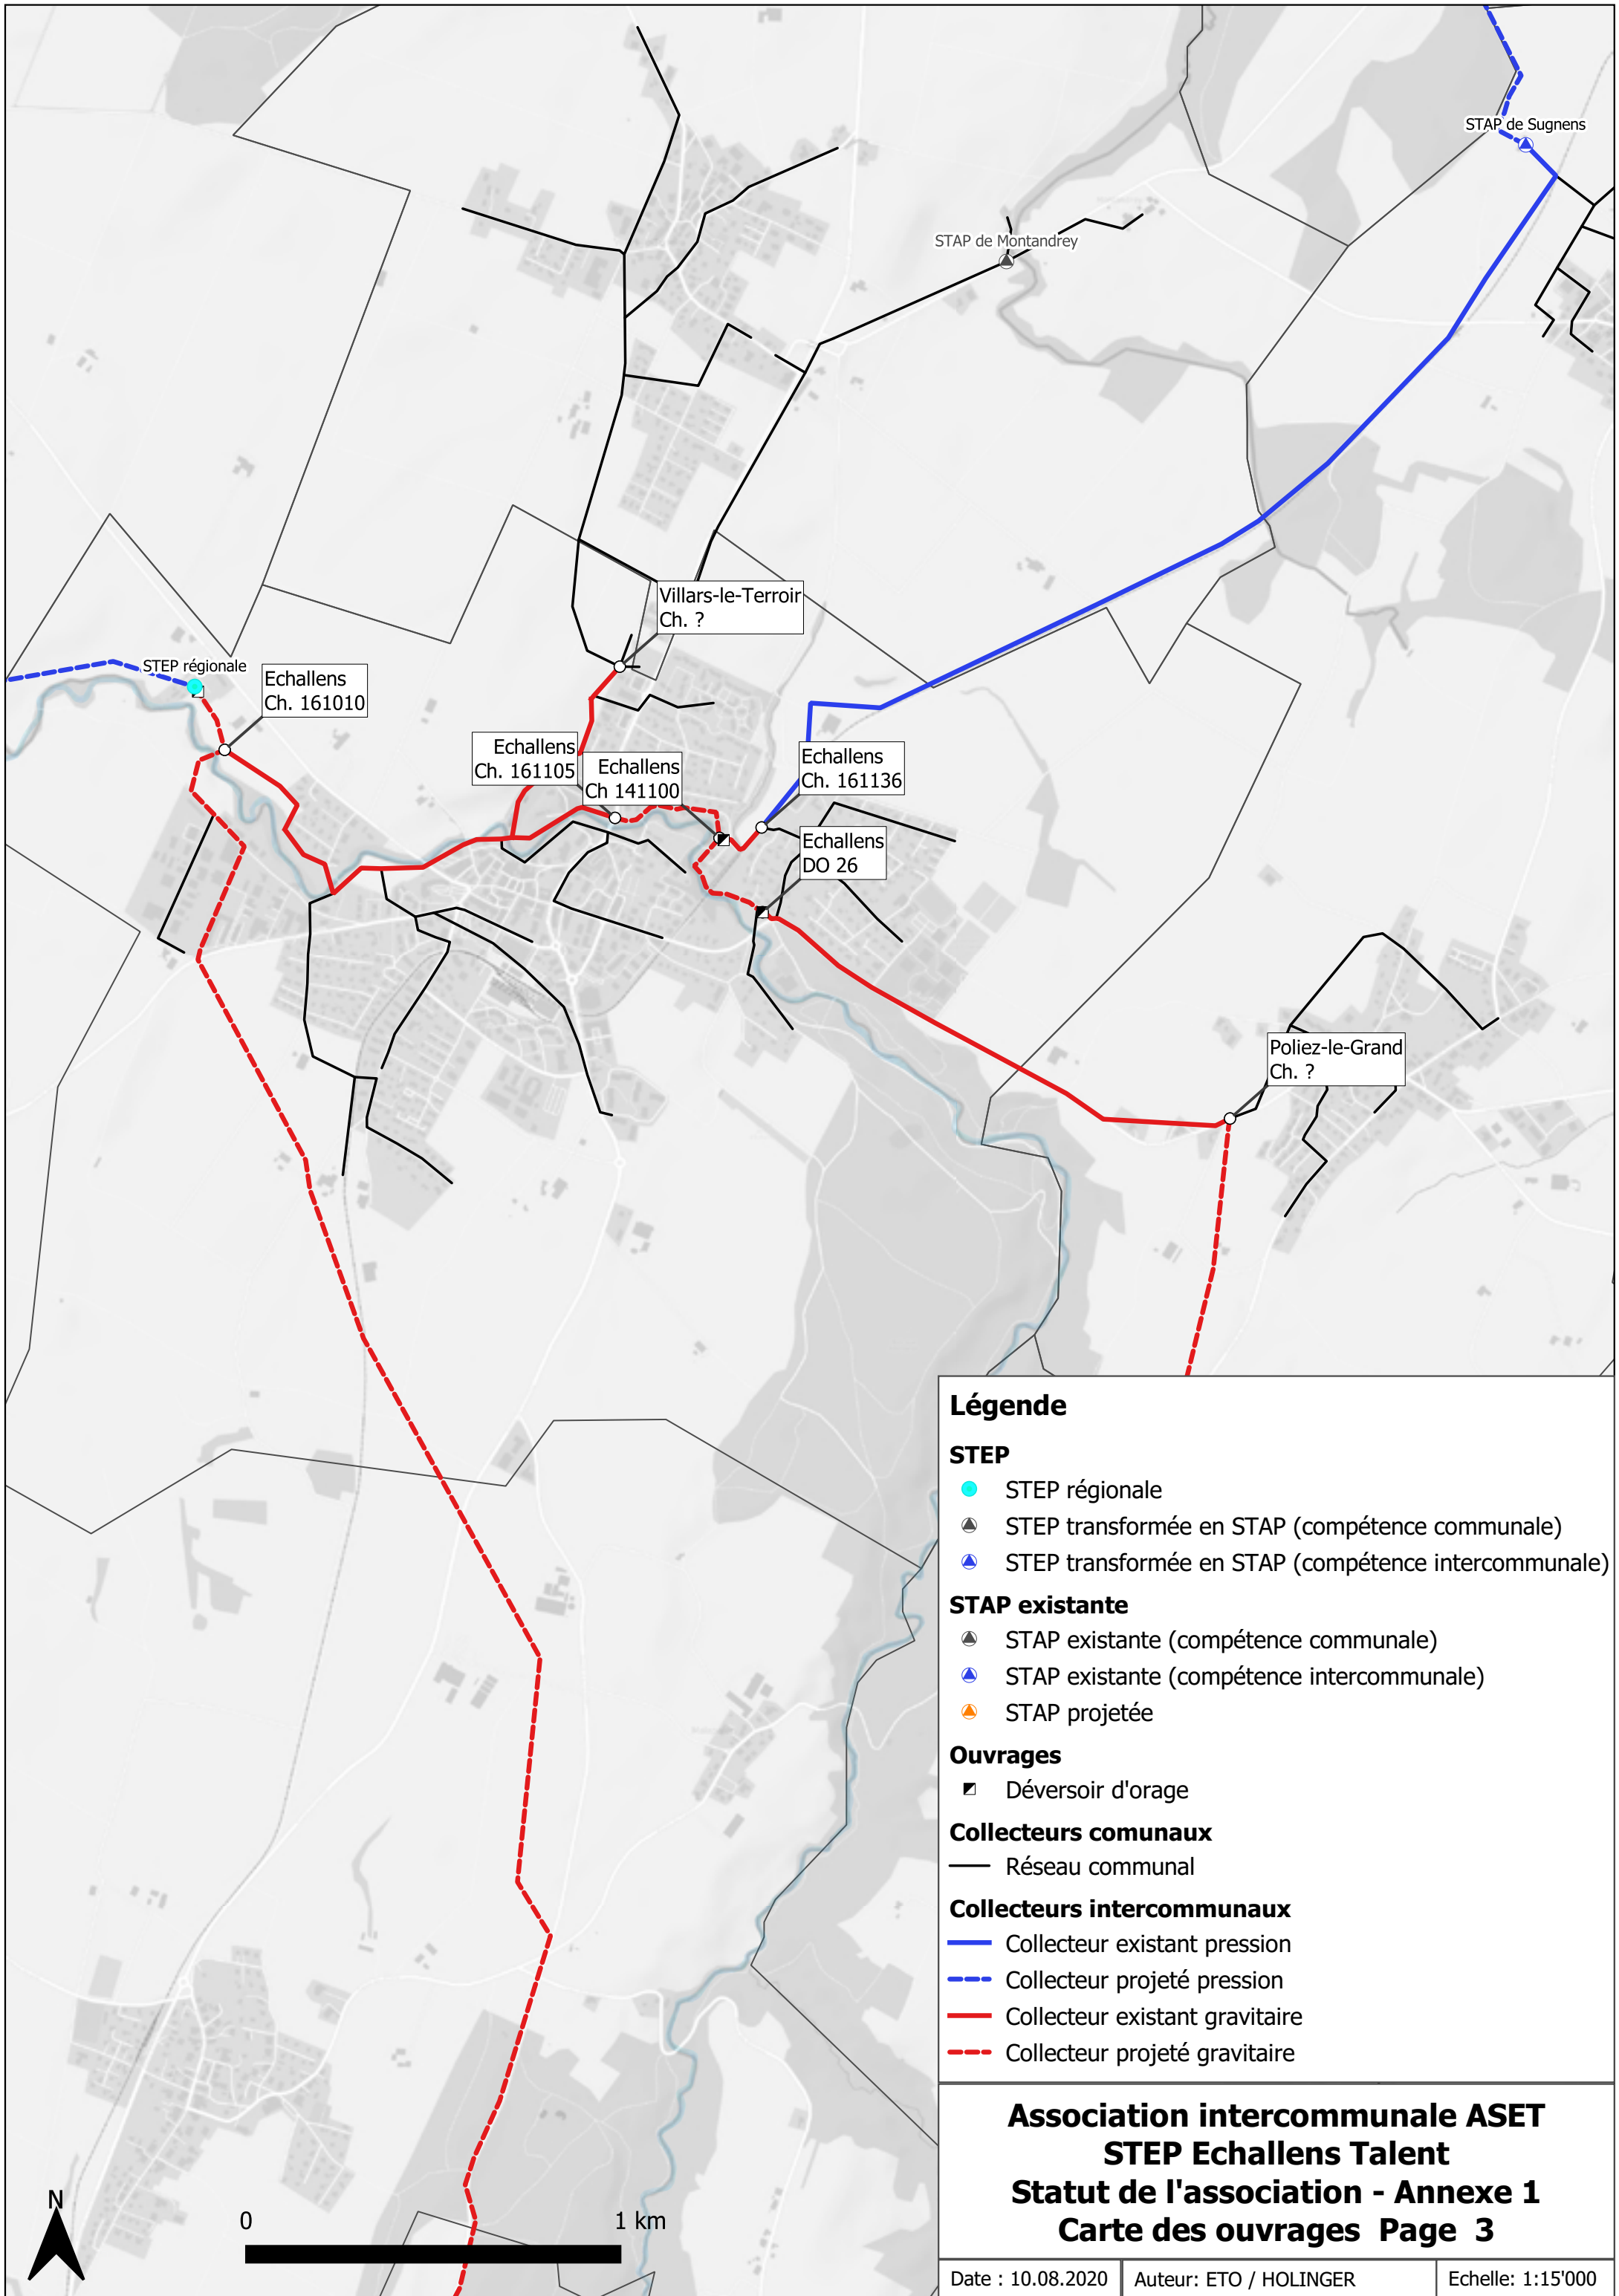 STAP de Sugnens
STAP de Montandrey
Villars-le-Terroir
Ch. ?
STEP régionale
Echallens
Ch. 161010
Echallens
Ch. 161105
Echallens
Ch 141100
Echallens
Ch. 161136
Echallens
DO 26
Poliez-le-Grand
Ch. ?
Légende
STEP
STEP régionale
STEP transformée en STAP (compétence communale)
STEP transformée en STAP (compétence intercommunale)
STAP existante
STAP existante (compétence communale)
STAP existante (compétence intercommunale)
STAP projetée
Ouvrages
Déversoir d'orage
Collecteurs comunaux
Réseau communal
Collecteurs intercommunaux
Collecteur existant pression
Collecteur projeté pression
Collecteur existant gravitaire
Collecteur projeté gravitaire
Association intercommunale ASET
STEP Echallens Talent
Statut de l'association - Annexe 1
Carte des ouvrages Page 3
Date : 10.08.2020
Auteur: ETO / HOLINGER
Echelle: 1:15'000
N
0
1 km